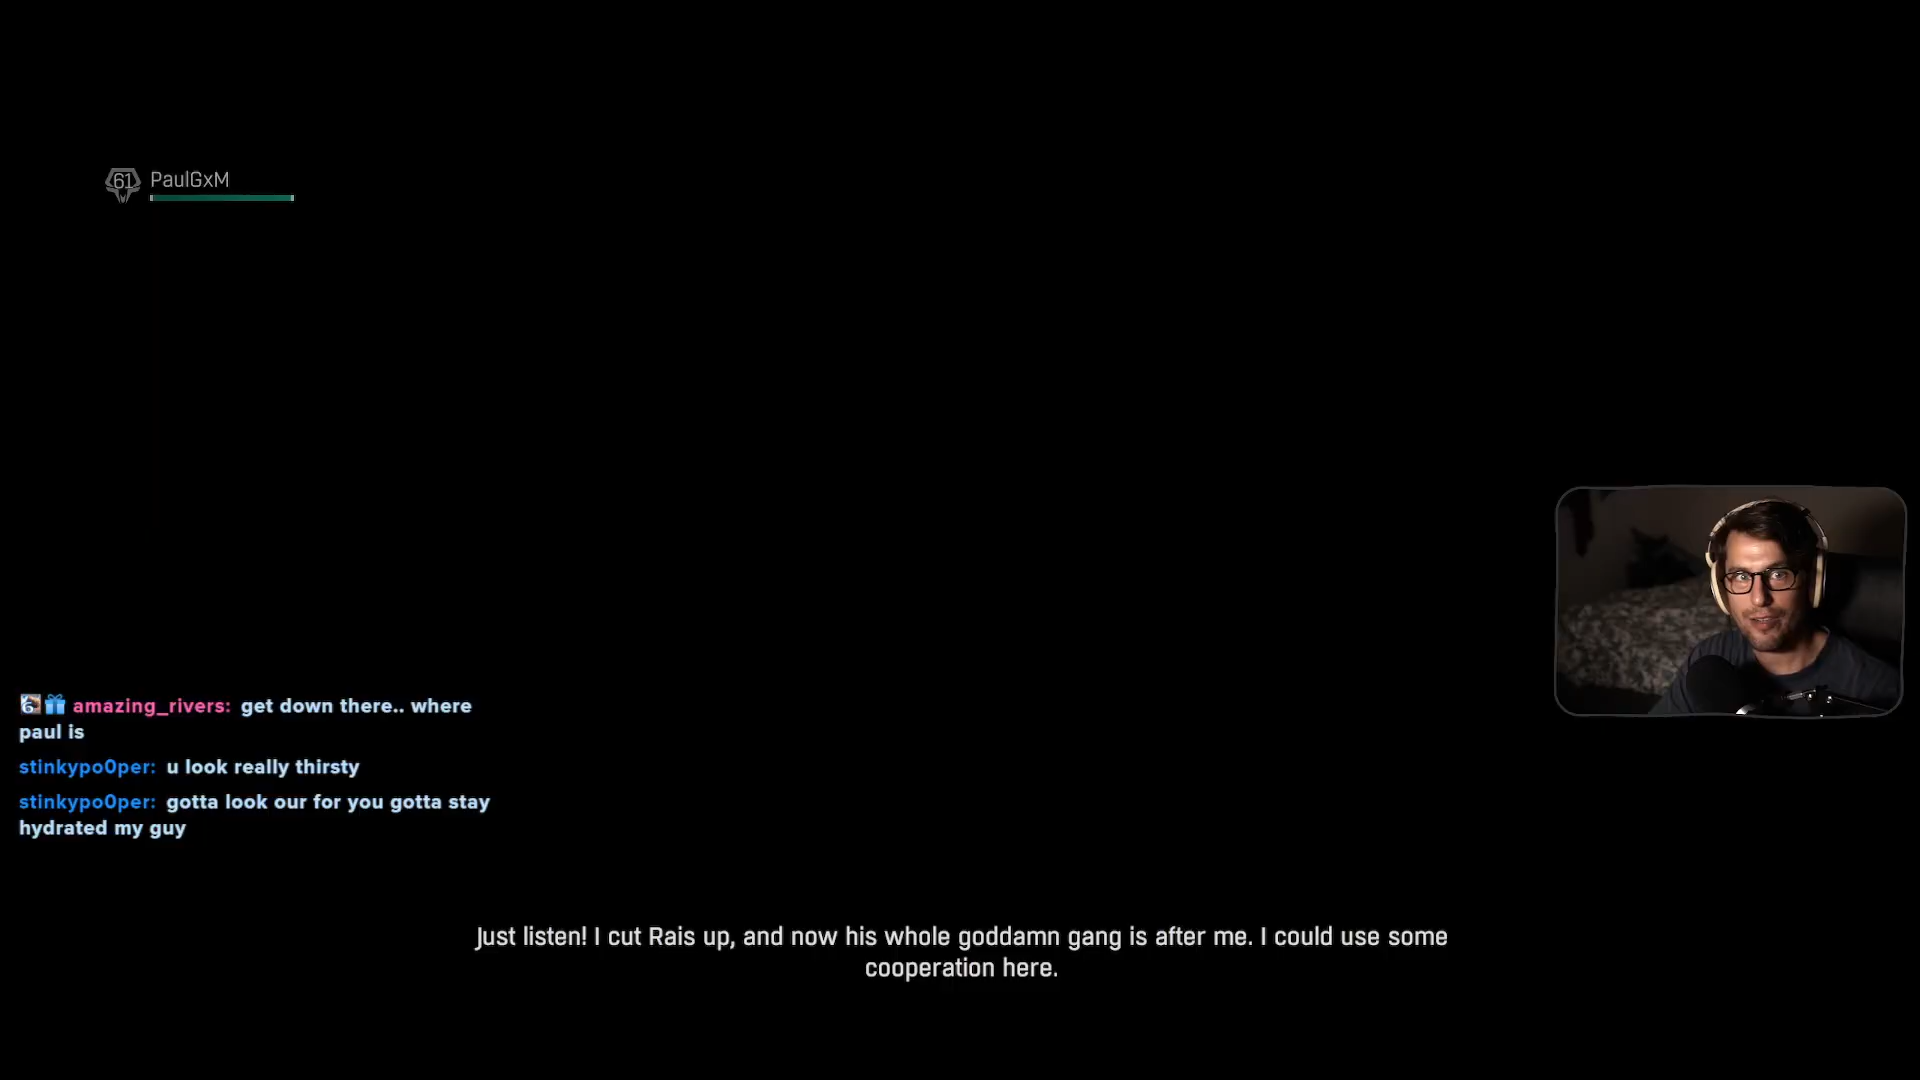 61 PaulGxM
6 amazing_rivers: get down there.. where
paul is
stinkypo0per: u look really thirsty
stinkypo0per: gotta look our for you gotta stay
hydrated my guy
Just listen! I cut Rais up, and now his whole goddamn gang is after me. I could use some
cooperation here.